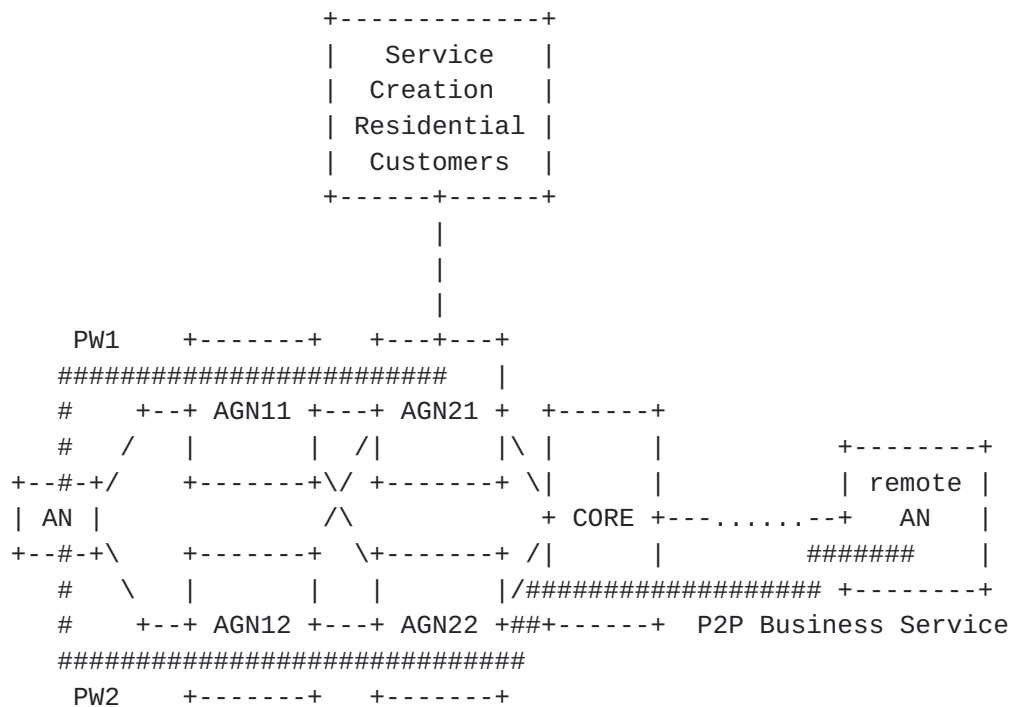 +-------------+
|   Service   |
|  Creation   |
| Residential |
|  Customers  |
+------+------+
|
|
|
PW1    +-------+   +---+---+
#########################   |
#    +--+ AGN11 +---+ AGN21 +  +------+
#   /   |       |  /|       |\ |      |           +--------+
+--#-+/    +-------+\/ +-------+ \|      |           | remote |
| AN |              /\            + CORE +---......--+   AN   |
+--#-+\    +-------+  \+-------+ /|      |         #######    |
#   \   |       |   |       |/################### +--------+
#    +--+ AGN12 +---+ AGN22 +##+------+  P2P Business Service
##############################
PW2    +-------+   +-------+